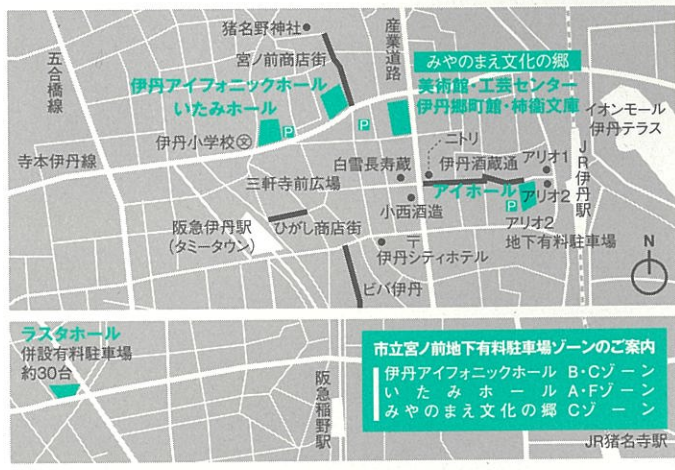 猪名野神社
宮ノ前商店街
産業道路
五合橋線
伊丹アイフォニックホール
いたみホール
みやのまえ文化の郷
美術館・工芸センター
伊丹郷町館・柿衞文庫
イオンモール
伊丹テラス
P
P
伊丹小学校 文
寺本伊丹線
ニトリ
白雪長寿蔵
伊丹酒蔵通
アリオ1
JR伊丹駅
三軒寺前広場
アイホール
アリオ2
P
小西酒造
アリオ2
地下有料駐車場
阪急伊丹駅
(タミータウン)
ひがし商店街
〒
伊丹シティホテル
N
ビバ伊丹
ラスタホール
併設有料駐車場
約30台
阪急稲野駅
市立宮ノ前地下有料駐車場ゾーンのご案内
伊丹アイフォニックホール B・Cゾーン
いたみホール A・Fゾーン
みやのまえ文化の郷 Cゾーン
JR猪名寺駅